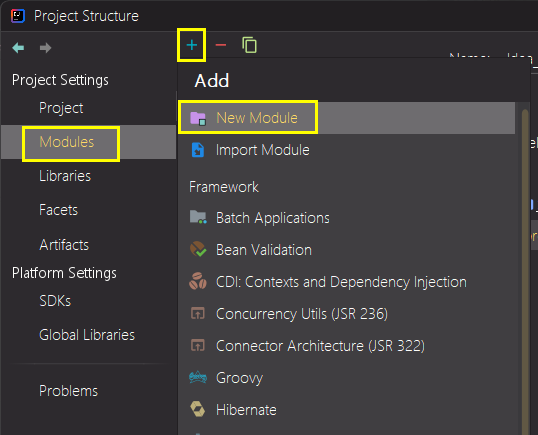 Project Structure
Project Settings
Project
Modules
Libraries
Facets
Artifacts
Platform Settings
SDKs
Global Libraries
Problems
Add
New Module
Import Module
Framework
Batch Applications
Bean Validation
CDI: Contexts and Dependency Injection
Concurrency Utils (JSR 236)
Connector Architecture (JSR 322)
Groovy
Hibernate